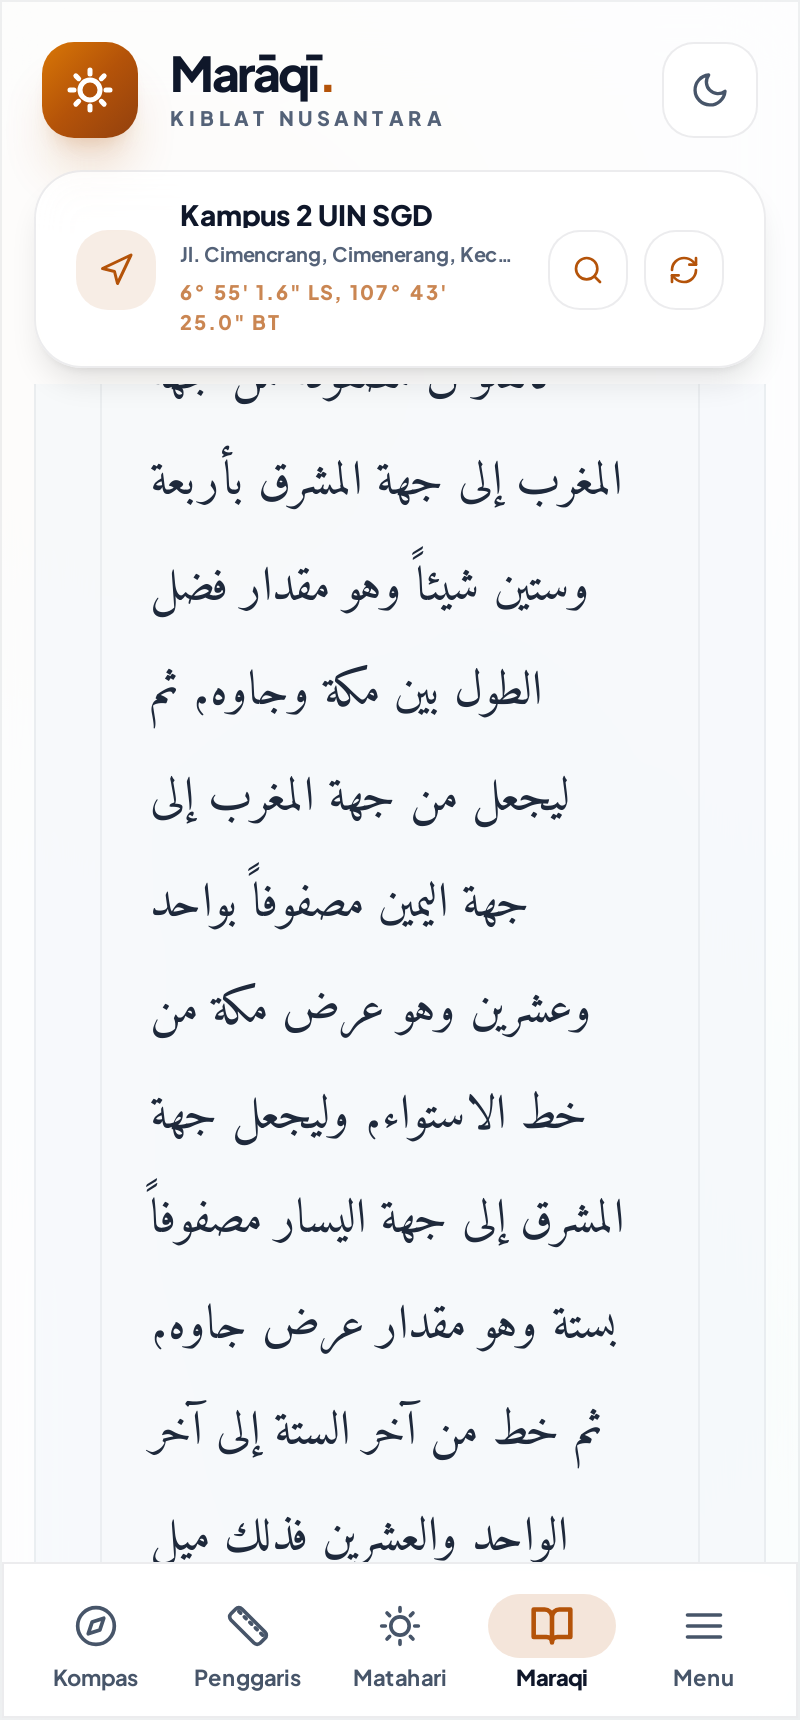 Marāqī.
KIBLAT NUSANTARA
Kampus 2 UIN SGD
Jl. Cimencrang, Cimenerang, Kec...
6° 55' 1.6" LS, 107° 43'
25.0" BT
المغرب إلى جهة المشرق بأربعة
وستين شيئاً وهو مقدار فضل
الطول بين مكة وجاوه، ثم
ليجعل من جهة المغرب إلى
جهة اليمين مصفوفاً بواحد
وعشرين وهو عرض مكة من
خط الاستواء، وليجعل جهة
المشرق إلى جهة اليسار مصفوفاً
بستة وهو مقدار عرض جاوه،
ثم خط من آخر الستة إلى آخر
الواحد والعشرين فذلك ميل
Kompas
Penggaris
Matahari
Maraqi
Menu